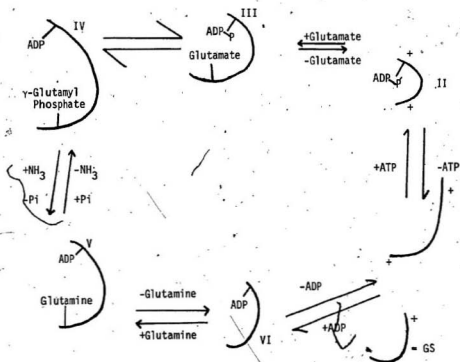 IV
ADP
γ-Glutamyl
Phosphate
III
ADP~P
Glutamate
+Glutamate
-Glutamate
+
ADP~P
+
II
+NH3
-Pi
-NH3
+Pi
+ATP
-ATP
+
+
V
ADP
Glutamine
-Glutamine
+Glutamine
ADP
VI
-ADP
+ADP
+
= GS